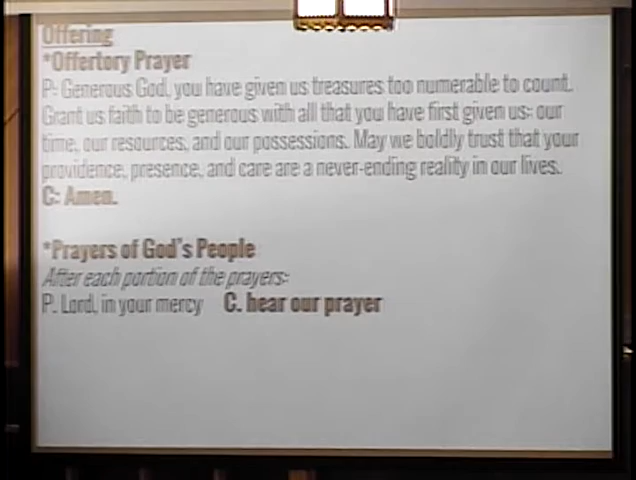 Offering
*Offertory Prayer
P: Generous God, you have given us treasures too numerable to count.
Grant us faith to be generous with all that you have first given us: our
time, our resources, and our possessions. May we boldly trust that your
providence, presence, and care are a never-ending reality in our lives.
C: Amen.
*Prayers of God's People
After each portion of the prayers:
P. Lord, in your mercy C. hear our prayer